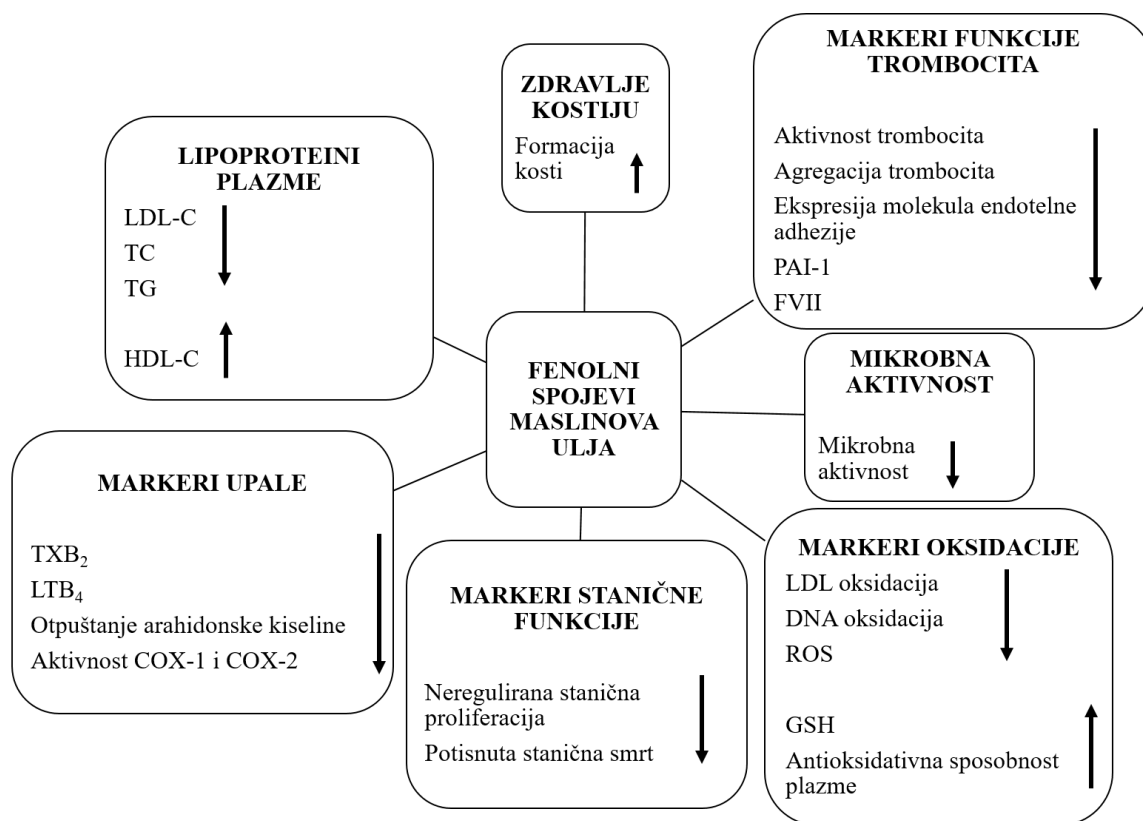 ZDRAVLJE
KOSTIJU
Formacija
kosti
MARKERI FUNKCIJE
TROMBOCITA
Aktivnost trombocita
Agregacija trombocita
Ekspresija molekula endotelne
adhezije
PAI-1
FVII
LIPOPROTEINI
PLAZME
LDL-C
TC
TG
HDL-C
FENOLNI
SPOJEVI
MASLINOVA
ULJA
MIKROBNA
AKTIVNOST
Mikrobna
aktivnost
MARKERI UPALE
TXB₂
LTB₄
Otpuštanje arahidonske kiseline
Aktivnost COX-1 i COX-2
MARKERI STANIČNE
FUNKCIJE
Neregulirana stanična
proliferacija
Potisnuta stanična smrt
MARKERI OKSIDACIJE
LDL oksidacija
DNA oksidacija
ROS
GSH
Antioksidativna sposobnost
plazme